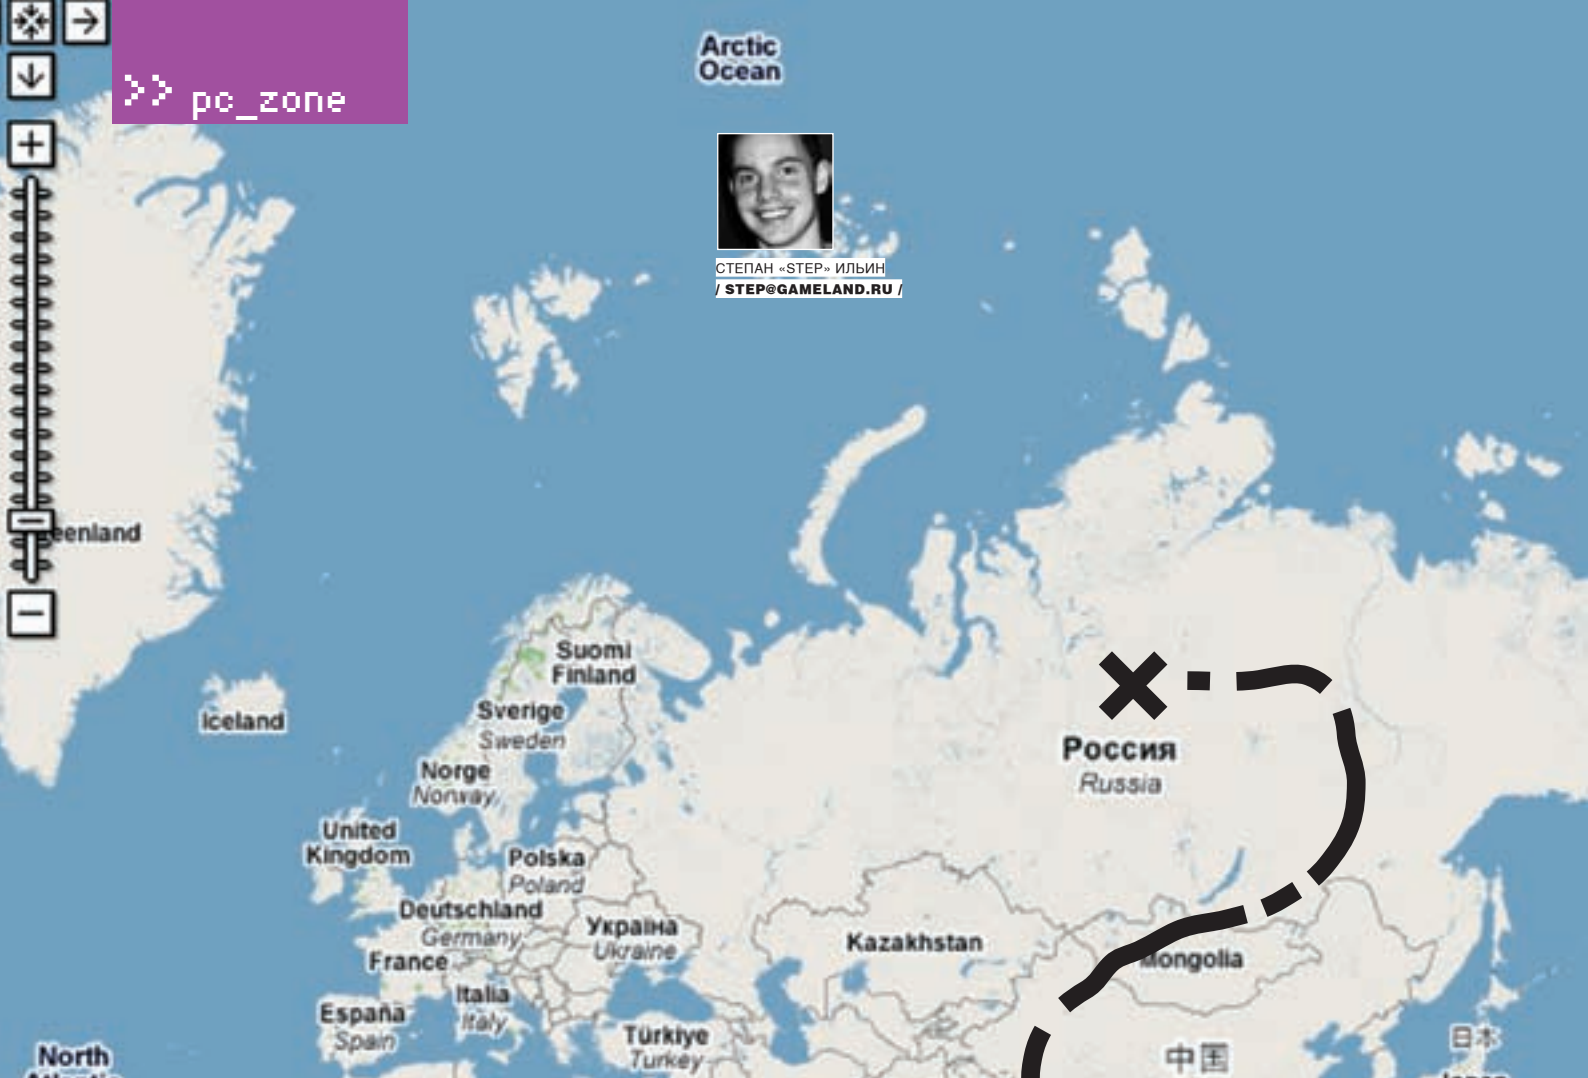 >> pc_zone
Arctic
Ocean
СТЕПАН «STEP» ИЛЬИН
/ STEP@GAMELAND.RU /
eenland
Iceland
Suomi
Finland
Sverige
Sweden
Norge
Norway
United
Kingdom
Polska
Poland
Deutschland
Germany
France
Україна
Ukraine
Россия
Russia
Kazakhstan
Mongolia
Italia
Italy
España
Spain
Türkiye
Turkey
中国
日本
Japan
North
Atlantic